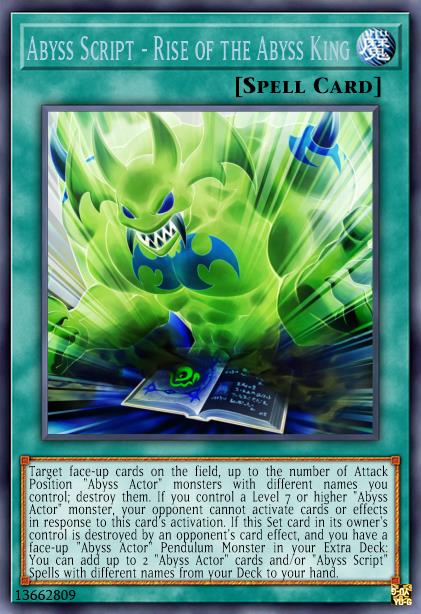 Abyss Script - Rise of the Abyss King
魔
[Spell Card]
Target face-up cards on the field, up to the number of Attack
Position "Abyss Actor" monsters with different names you
control; destroy them. If you control a Level 7 or higher "Abyss
Actor" monster, your opponent cannot activate cards or effects
in response to this card's activation. If this Set card in its owner's
control is destroyed by an opponent's card effect, and you have a
face-up "Abyss Actor" Pendulum Monster in your Extra Deck:
You can add up to 2 "Abyss Actor" cards and/or "Abyss Script"
Spells with different names from your Deck to your hand.
13662809